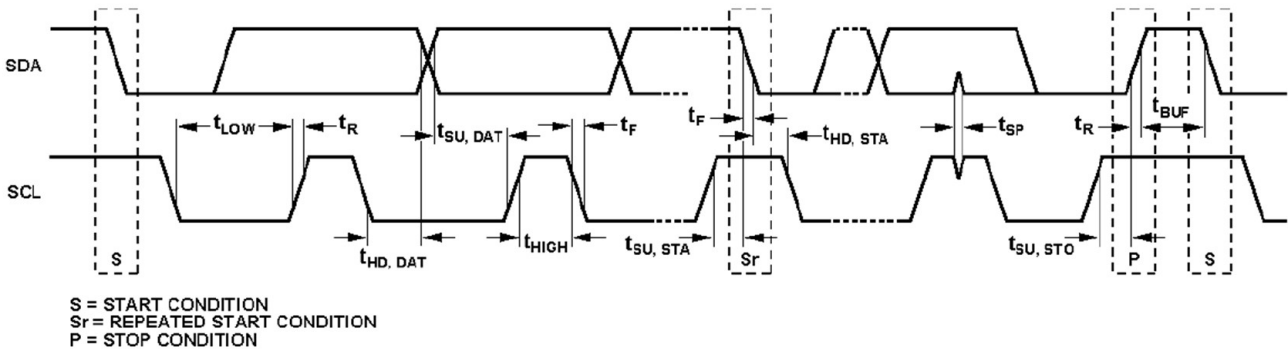 SDA
tLOW
tR
tSU, DAT
tF
tF
tHD, STA
tSP
tR
tBUF
SCL
tHD, DAT
tHIGH
tSU, STA
tSU, STO
S
Sr
P
S
S = START CONDITION
Sr = REPEATED START CONDITION
P = STOP CONDITION